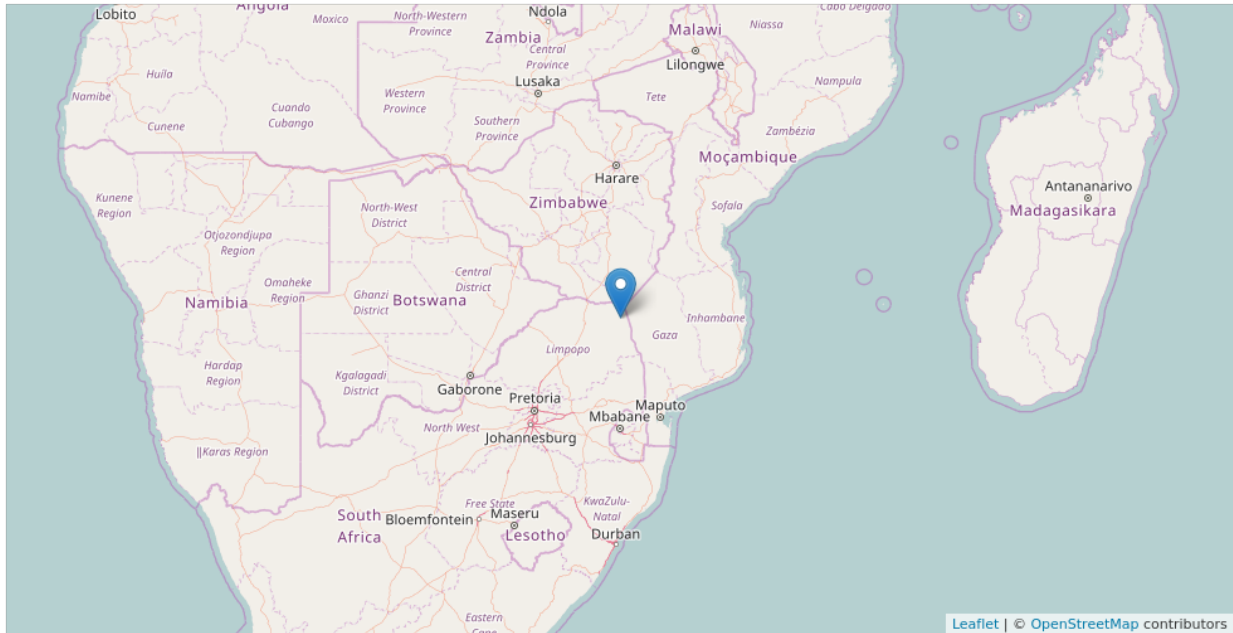 Angola
Lobito
Moxico
North-Western
Province
Ndola
Cabo Delgado
Zambia
Malawi
Niassa
Central
Province
Lilongwe
Huíla
Lusaka
Namibe
Western
Province
Tete
Nampula
Cuando
Cubango
Cunene
Southern
Province
Zambézia
Moçambique
Harare
Antananarivo
Kunene
Region
North-West
District
Zimbabwe
Sofala
Madagasikara
Otjozondjupa
Region
Central
District
Omaheke
Region
Ghanzi
District
Namibia
Botswana
Inhambane
Gaza
Limpopo
Hardap
Region
Kgalagadi
District
Gaborone
Pretoria
Mbabane
Maputo
North West
Johannesburg
||Karas Region
Free State
KwaZulu-
Natal
South
Africa
Bloemfontein
Maseru
Lesotho
Durban
Eastern
Cape
Leaflet | © OpenStreetMap contributors